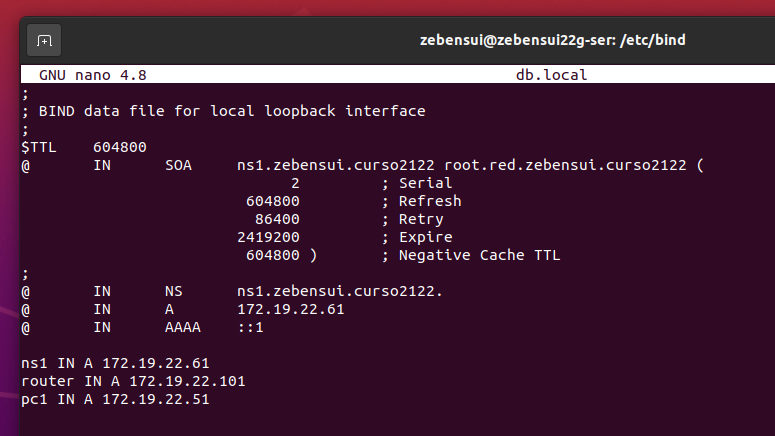 zebensui@zebensui22g-ser: /etc/bind
GNU nano 4.8 db.local
;
; BIND data file for local loopback interface
;
$TTL 604800
@ IN SOA ns1.zebensui.curso2122 root.red.zebensui.curso2122 (
2 ; Serial
604800 ; Refresh
86400 ; Retry
2419200 ; Expire
604800 ) ; Negative Cache TTL
;
@ IN NS ns1.zebensui.curso2122.
@ IN A 172.19.22.61
@ IN AAAA ::1
ns1 IN A 172.19.22.61
router IN A 172.19.22.101
pc1 IN A 172.19.22.51